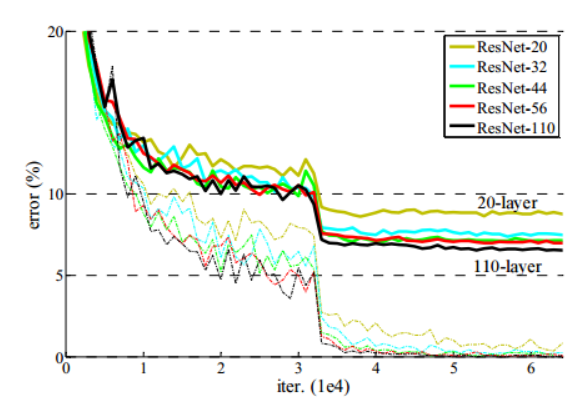 20
ResNet-20
ResNet-32
ResNet-44
ResNet-56
ResNet-110
error (%)
10
20-layer
5
110-layer
0
0 1 2 3 4 5 6
iter. (1e4)